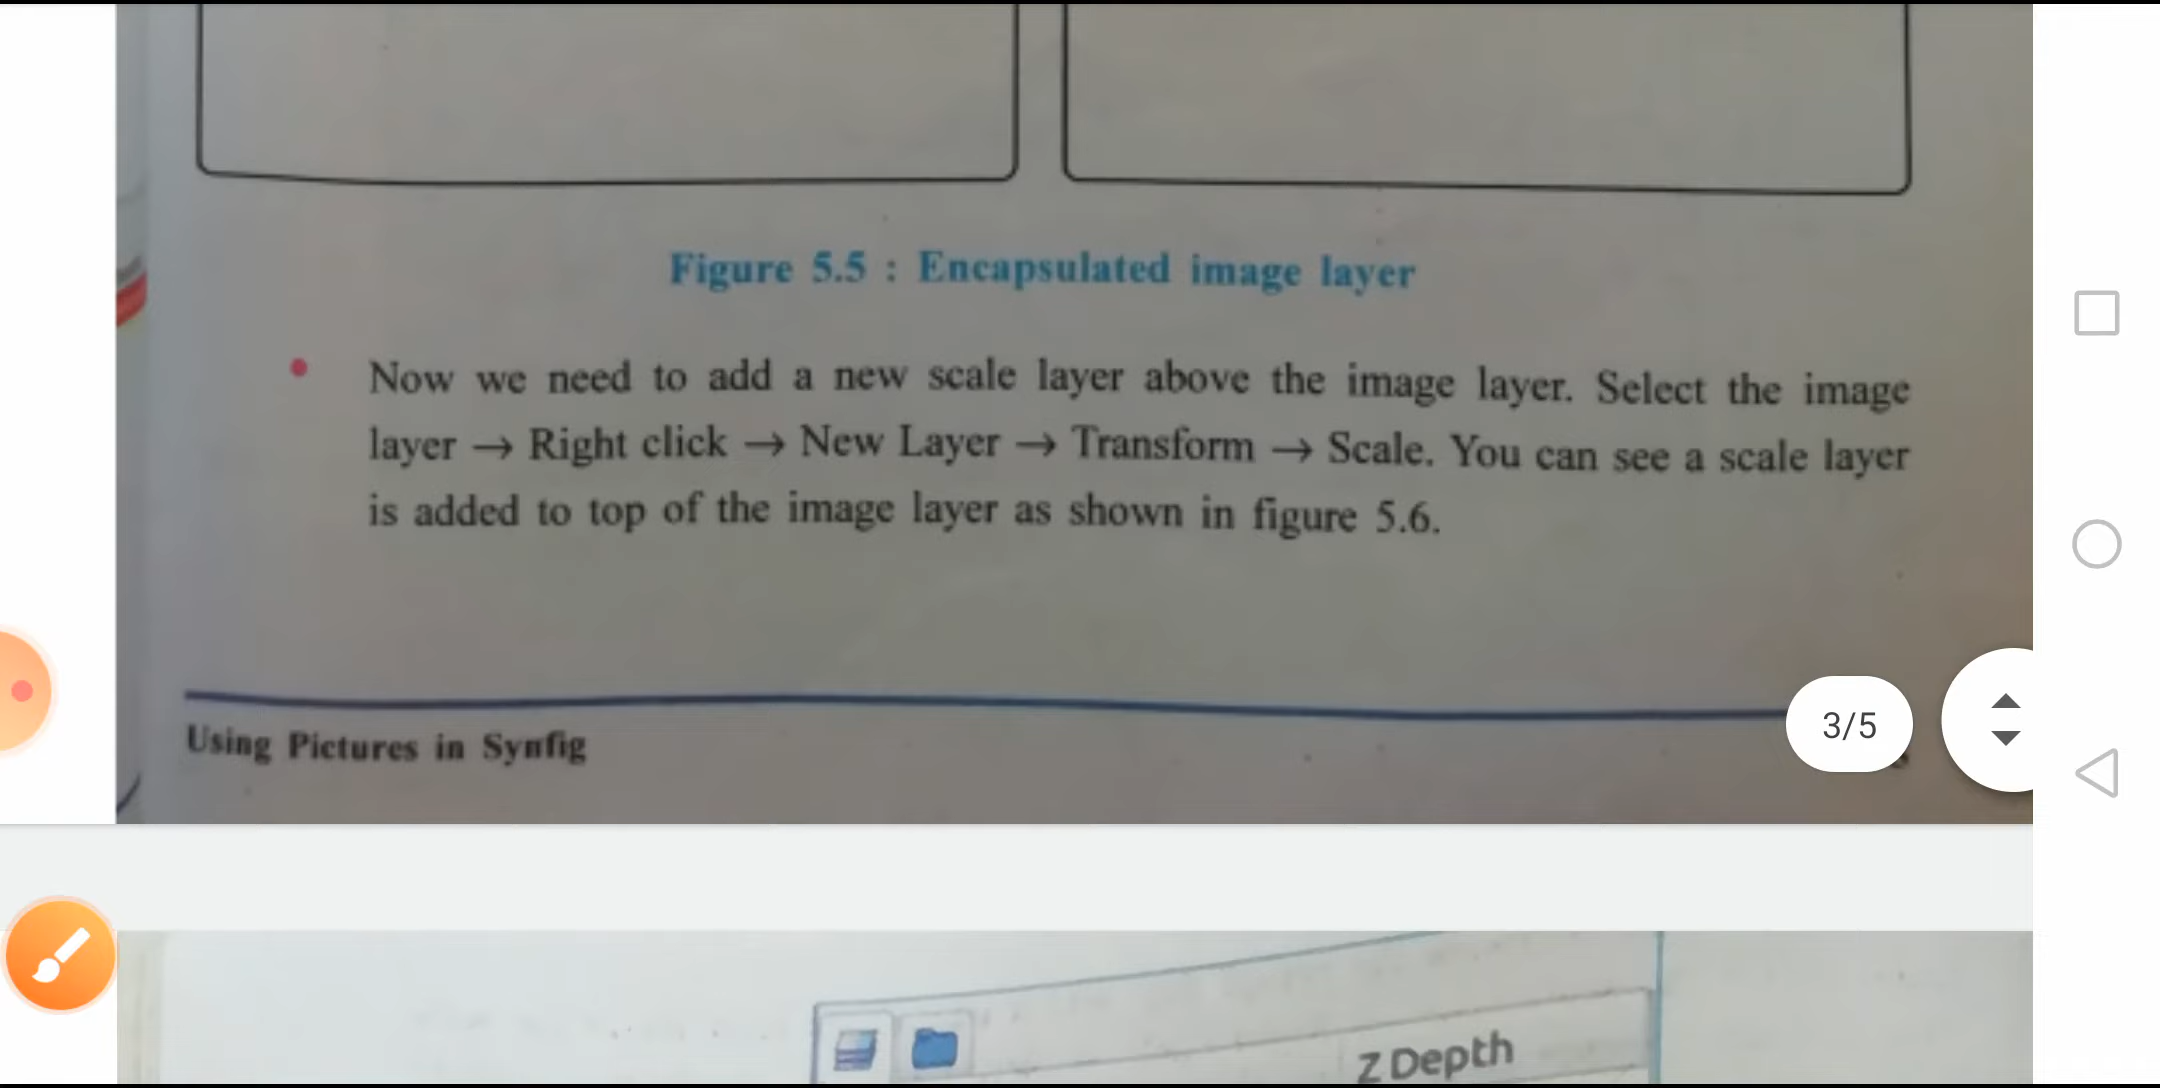 Figure 5.5 : Encapsulated image layer
• Now we need to add a new scale layer above the image layer. Select the image
layer → Right click → New Layer → Transform → Scale. You can see a scale layer
is added to top of the image layer as shown in figure 5.6.
Using Pictures in Synfig
3/5
Z Depth